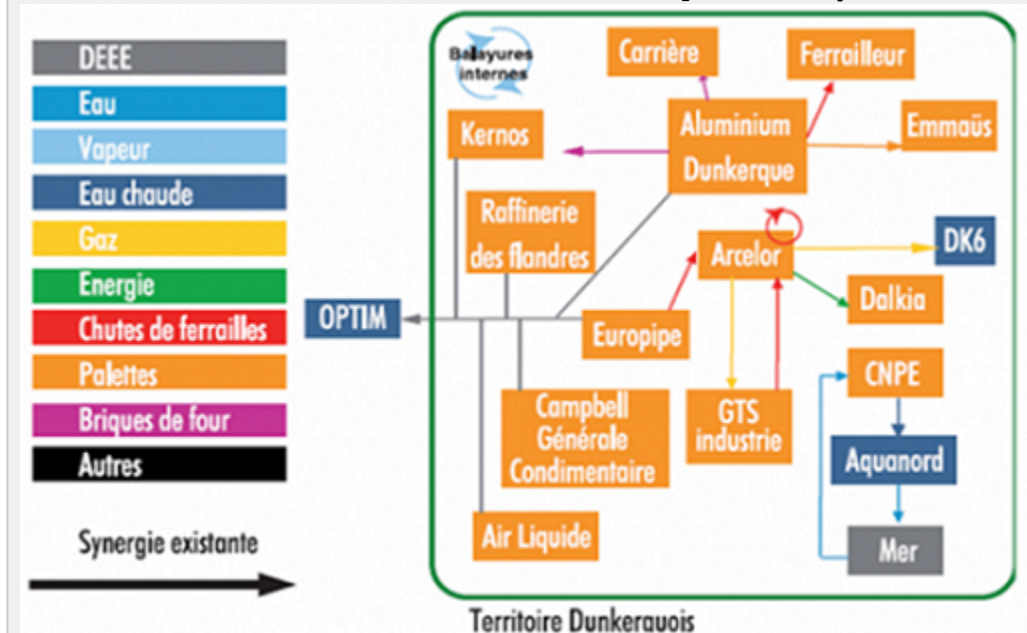 DEEE
Eau
Vapeur
Eau chaude
Gaz
Energie
Chutes de ferrailles
Palettes
Briques de four
Autres
Synergie existante
OPTIM
Balayures
internes
Carrière
Ferrailleur
Kernos
Aluminium
Dunkerque
Emmaüs
Raffinerie
des flandres
Arcelor
DK6
Dalkia
Europipe
CNPE
Campbell
Générale
Condimentaire
GTS
industrie
Aquanord
Air Liquide
Mer
Territoire Dunkerquois